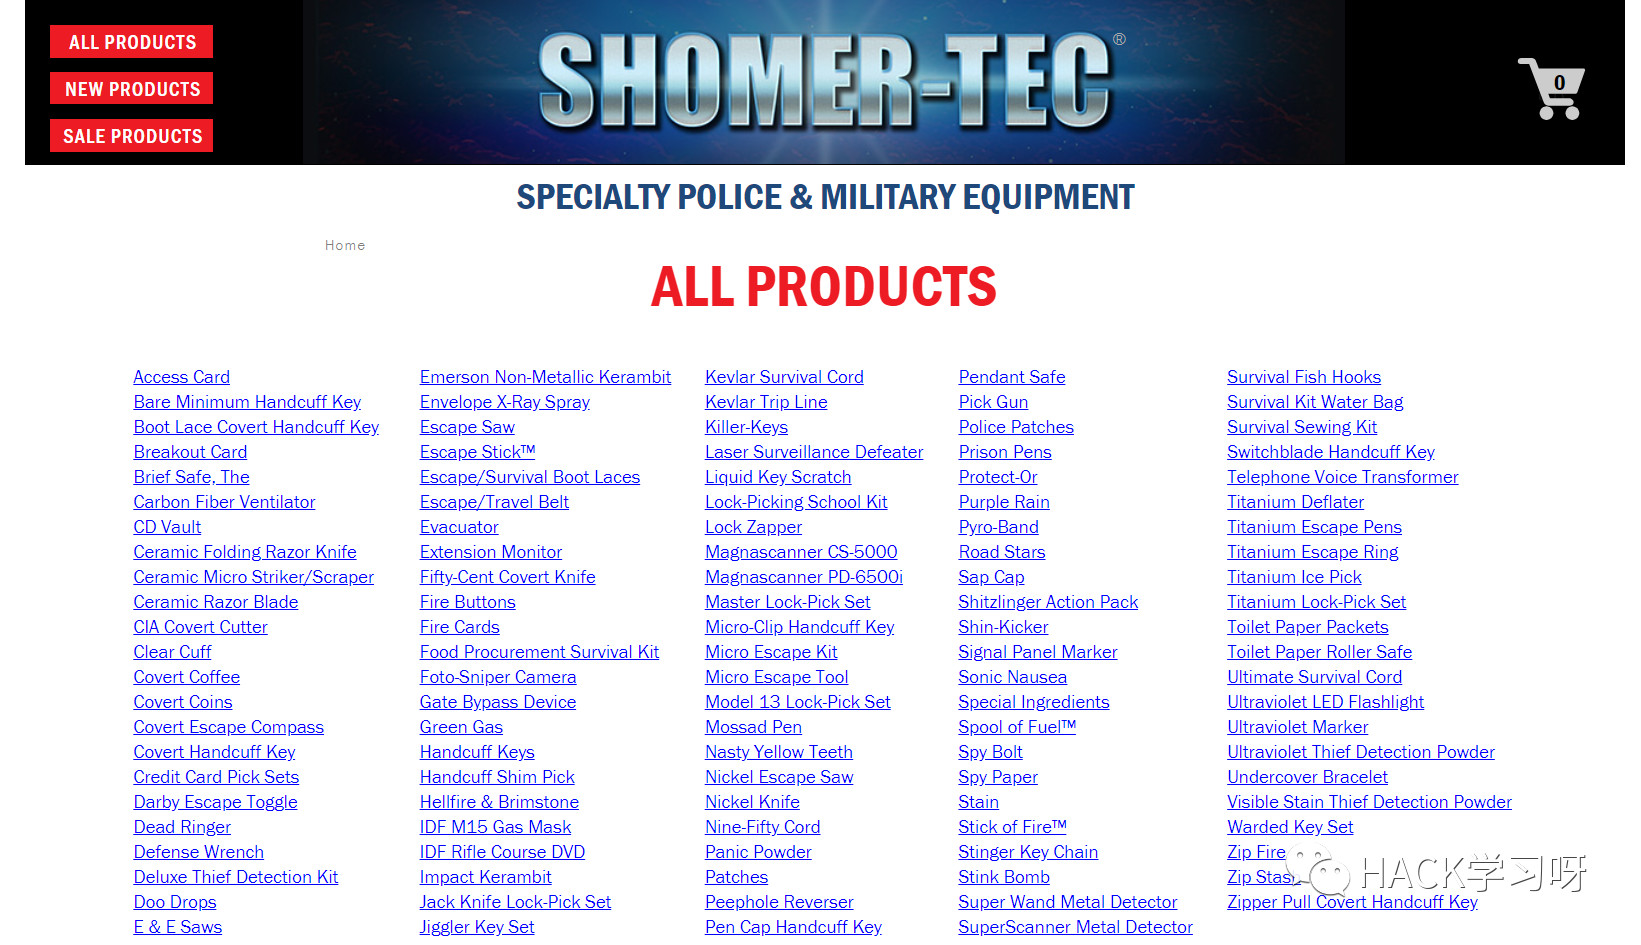 ALL PRODUCTS
NEW PRODUCTS
SALE PRODUCTS
SHOMER-TEC®
0
SPECIALTY POLICE & MILITARY EQUIPMENT
Home
ALL PRODUCTS
Access Card
Bare Minimum Handcuff Key
Boot Lace Covert Handcuff Key
Breakout Card
Brief Safe, The
Carbon Fiber Ventilator
CD Vault
Ceramic Folding Razor Knife
Ceramic Micro Striker/Scraper
Ceramic Razor Blade
CIA Covert Cutter
Clear Cuff
Covert Coffee
Covert Coins
Covert Escape Compass
Covert Handcuff Key
Credit Card Pick Sets
Darby Escape Toggle
Dead Ringer
Defense Wrench
Deluxe Thief Detection Kit
Doo Drops
E & E Saws
Emerson Non-Metallic Kerambit
Envelope X-Ray Spray
Escape Saw
Escape Stick™
Escape/Survival Boot Laces
Escape/Travel Belt
Evacuator
Extension Monitor
Fifty-Cent Covert Knife
Fire Buttons
Fire Cards
Food Procurement Survival Kit
Foto-Sniper Camera
Gate Bypass Device
Green Gas
Handcuff Keys
Handcuff Shim Pick
Hellfire & Brimstone
IDF M15 Gas Mask
IDF Rifle Course DVD
Impact Kerambit
Jack Knife Lock-Pick Set
Jiggler Key Set
Kevlar Survival Cord
Kevlar Trip Line
Killer-Keys
Laser Surveillance Defeater
Liquid Key Scratch
Lock-Picking School Kit
Lock Zapper
Magnascanner CS-5000
Magnascanner PD-6500i
Master Lock-Pick Set
Micro-Clip Handcuff Key
Micro Escape Kit
Micro Escape Tool
Model 13 Lock-Pick Set
Mossad Pen
Nasty Yellow Teeth
Nickel Escape Saw
Nickel Knife
Nine-Fifty Cord
Panic Powder
Patches
Peephole Reverser
Pen Cap Handcuff Key
Pendant Safe
Pick Gun
Police Patches
Prison Pens
Protect-Or
Purple Rain
Pyro-Band
Road Stars
Sap Cap
Shitzlinger Action Pack
Shin-Kicker
Signal Panel Marker
Sonic Nausea
Special Ingredients
Spool of Fuel™
Spy Bolt
Spy Paper
Stain
Stick of Fire™
Stinger Key Chain
Stink Bomb
Super Wand Metal Detector
SuperScanner Metal Detector
Survival Fish Hooks
Survival Kit Water Bag
Survival Sewing Kit
Switchblade Handcuff Key
Telephone Voice Transformer
Titanium Deflater
Titanium Escape Pens
Titanium Escape Ring
Titanium Ice Pick
Titanium Lock-Pick Set
Toilet Paper Packets
Toilet Paper Roller Safe
Ultimate Survival Cord
Ultraviolet LED Flashlight
Ultraviolet Marker
Ultraviolet Thief Detection Powder
Undercover Bracelet
Visible Stain Thief Detection Powder
Warded Key Set
Zip Fire
Zip Stash
Zipper Pull Covert Handcuff Key
HACK学习呀